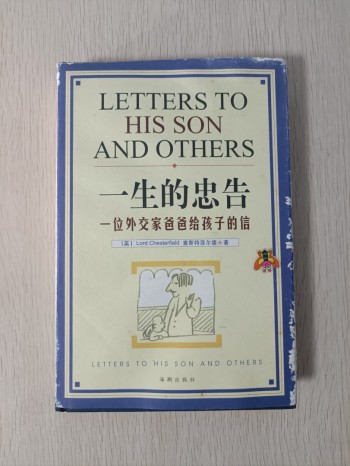 LETTERS TO
HIS SON
AND OTHERS
一生的忠告
一位外交家爸爸给孩子的信
［英］ Lord Chesterfield 查斯特菲尔德◇著
LETTERS TO HIS SON AND OTHERS
海潮出版社